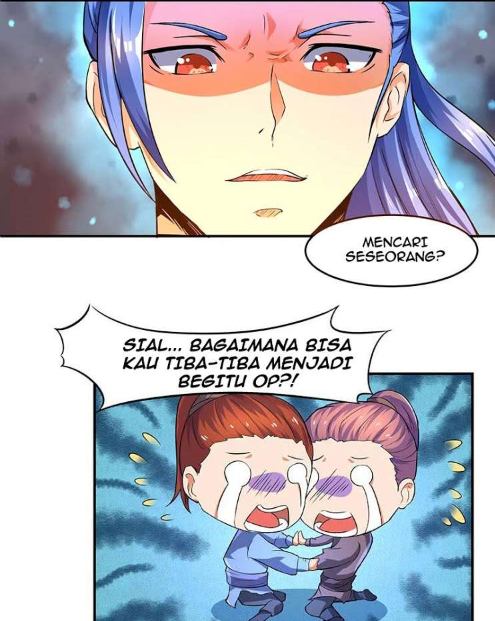 MENCARI
SESEORANG?
SIAL... BAGAIMANA BISA
KAU TIBA-TIBA MENJADI
BEGITU OP?!